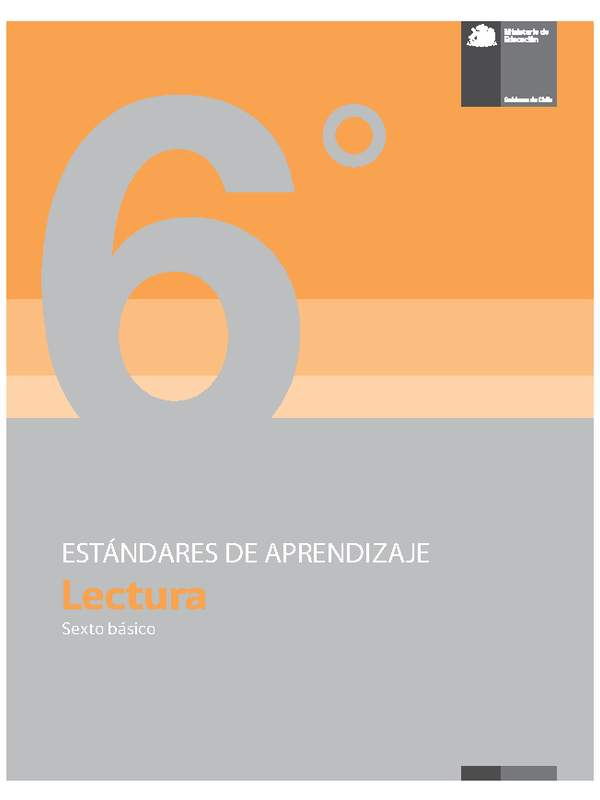 Ministerio de
Educación
Gobierno de Chile
6°
ESTÁNDARES DE APRENDIZAJE
Lectura
Sexto básico